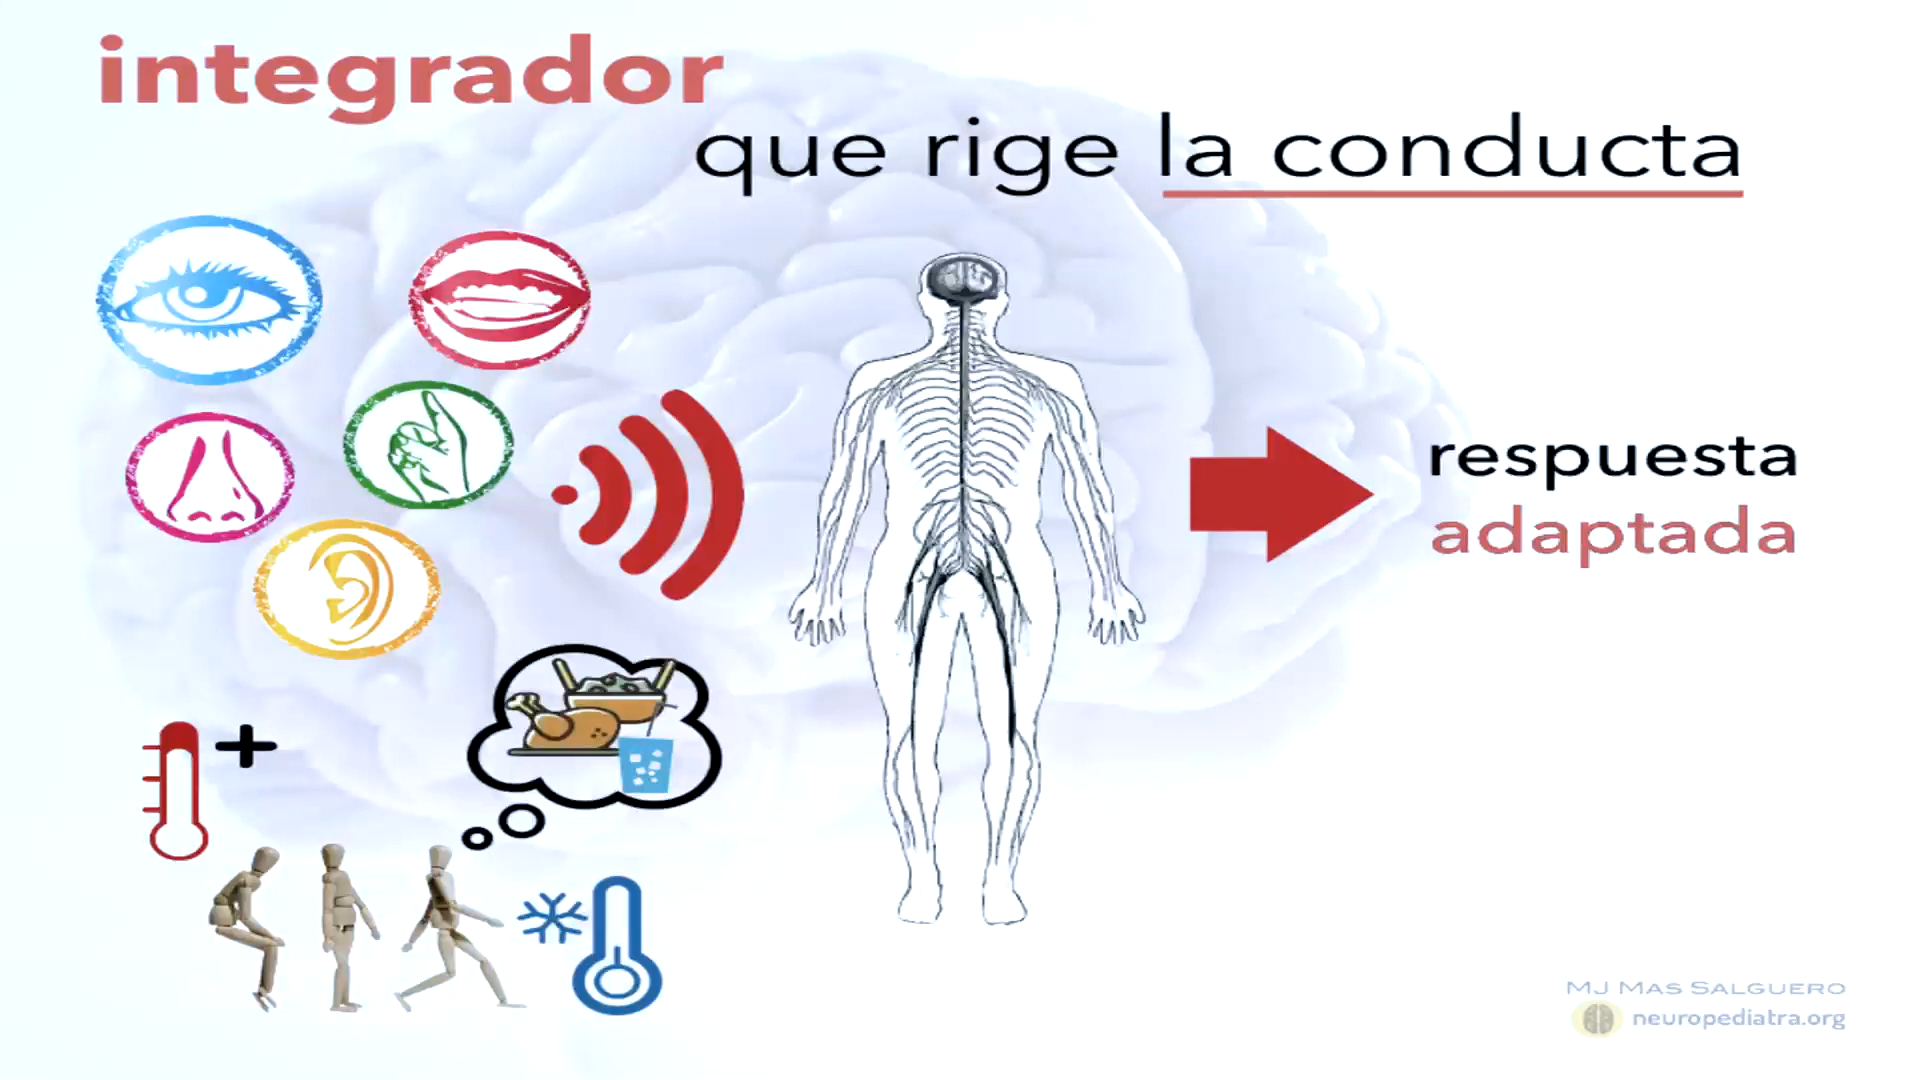 integrador
que rige la conducta
respuesta
adaptada
MJ MAS SALGUERO
neuropediatra.org